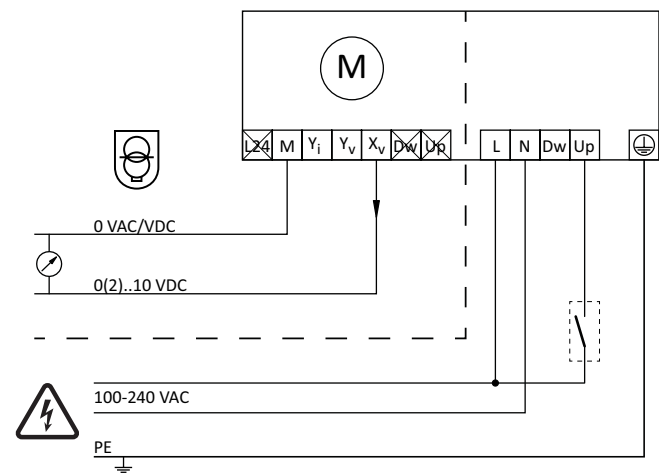 M
L24 M Yi Yv Xv Dw Up L N Dw Up
0 VAC/VDC
0(2)..10 VDC
100-240 VAC
PE